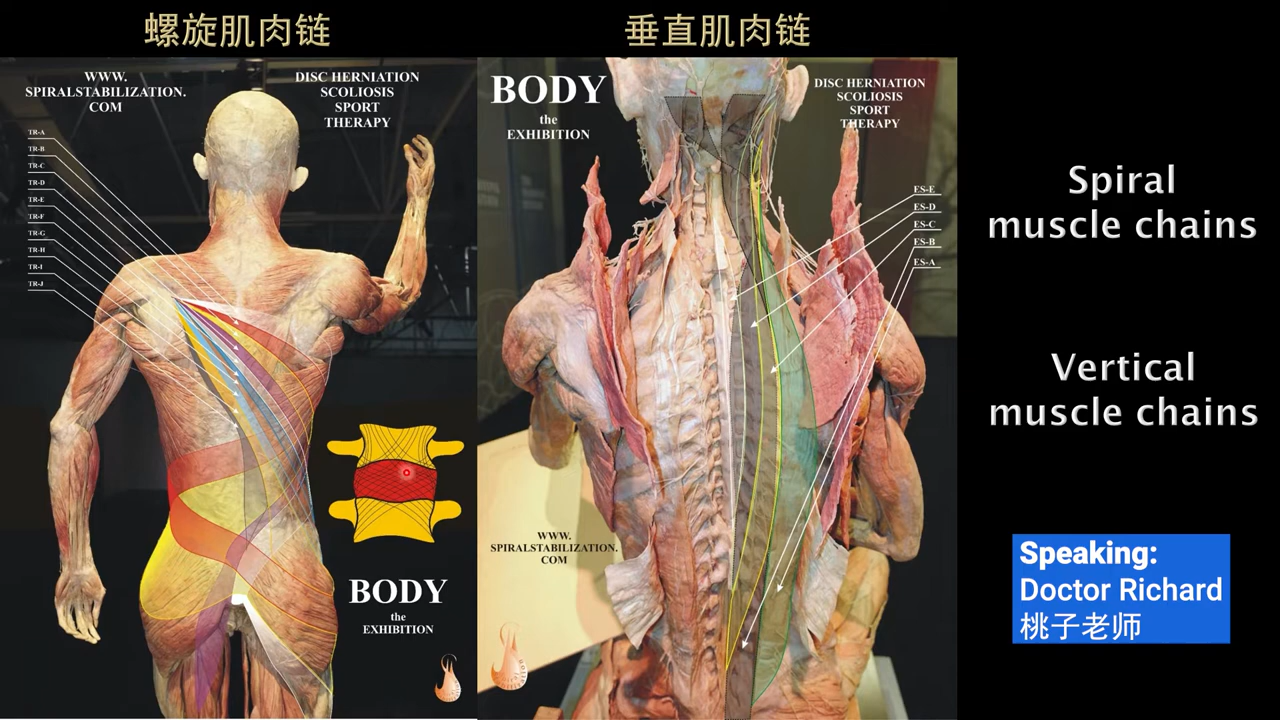 螺旋肌肉链
垂直肌肉链
WWW.
SPIRALSTABILIZATION.
COM
DISC HERNIATION
SCOLIOSIS
SPORT
THERAPY
TR-A
TR-B
TR-C
TR-D
TR-E
TR-F
TR-G
TR-H
TR-I
TR-J
BODY
the
EXHIBITION
BODY
the
EXHIBITION
DISC HERNIATION
SCOLIOSIS
SPORT
THERAPY
ES-E
ES-D
ES-C
ES-B
ES-A
WWW.
SPIRALSTABILIZATION.
COM
Spiral
muscle chains
Vertical
muscle chains
Speaking:
Doctor Richard
桃子老师